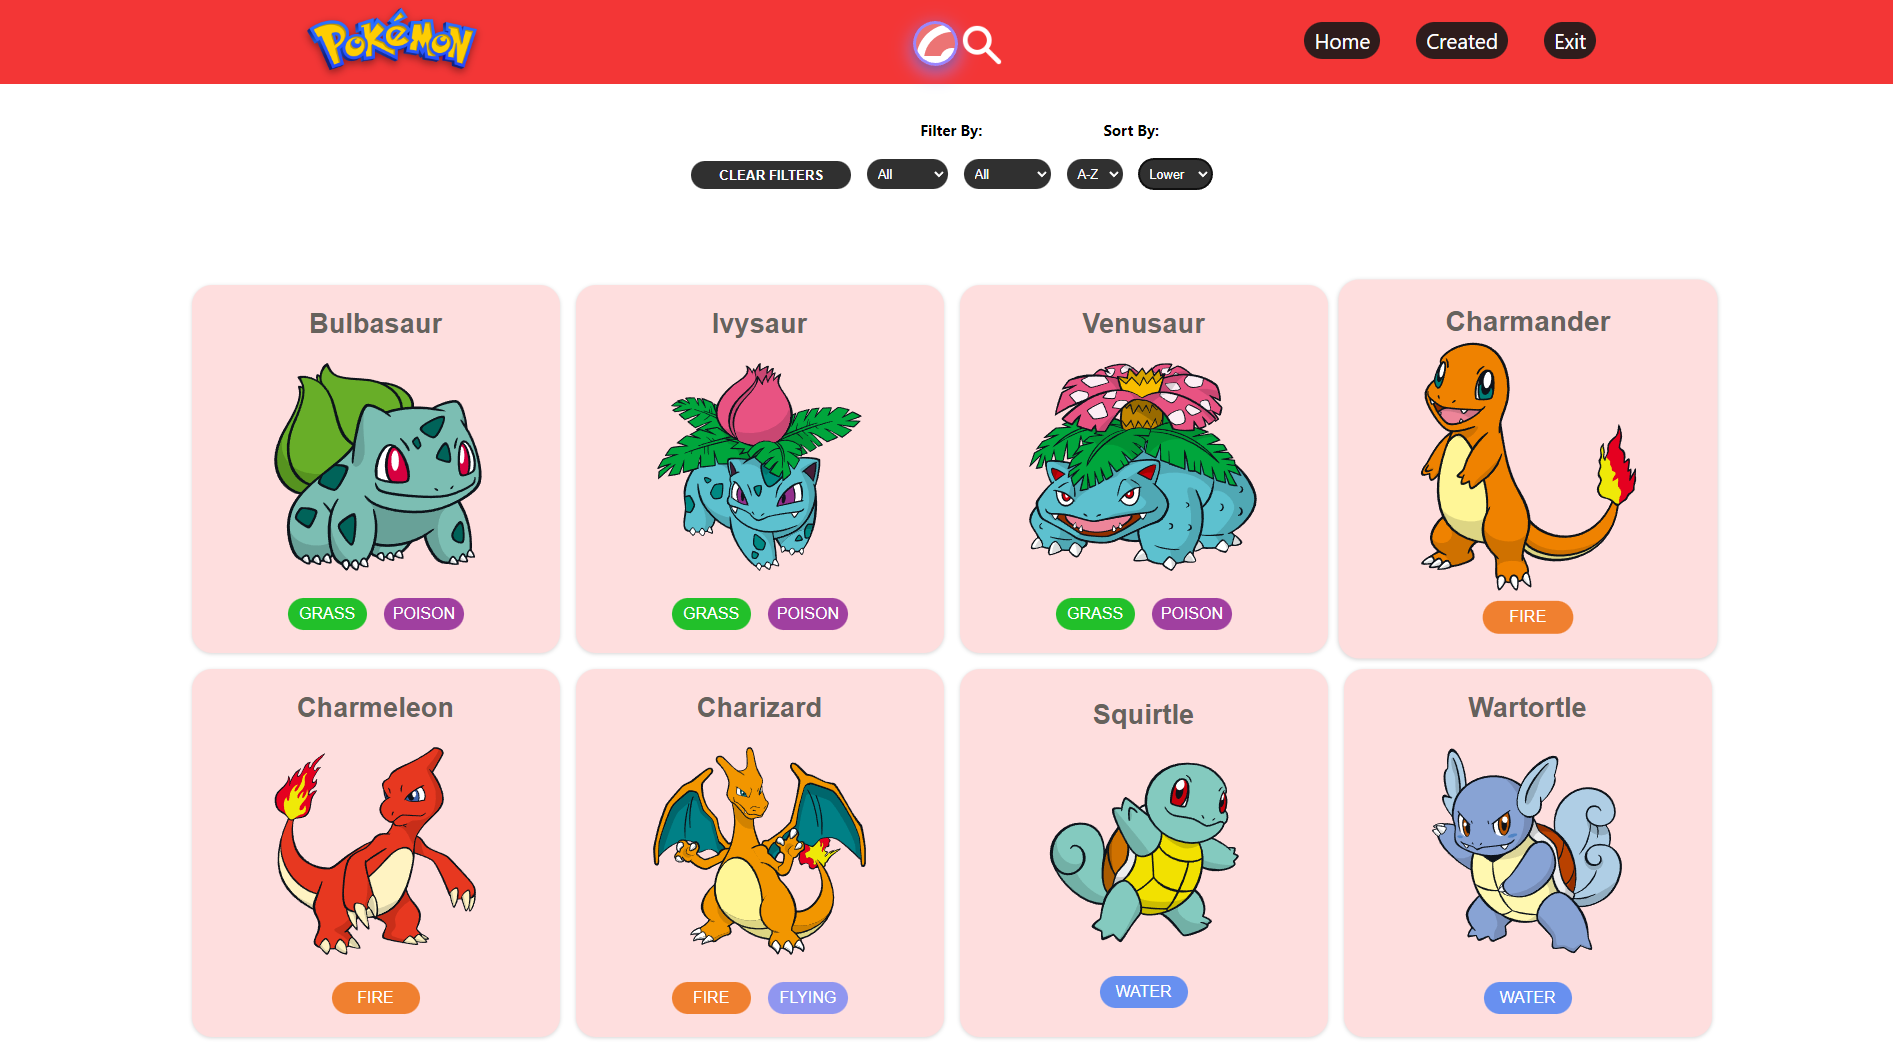 Pokémon
Home Created Exit
Filter By: Sort By:
CLEAR FILTERS All All A-Z Lower
Bulbasaur Ivysaur Venusaur Charmander
GRASS POISON GRASS POISON GRASS POISON FIRE
Charmeleon Charizard Squirtle Wartortle
FIRE FIRE FLYING WATER WATER